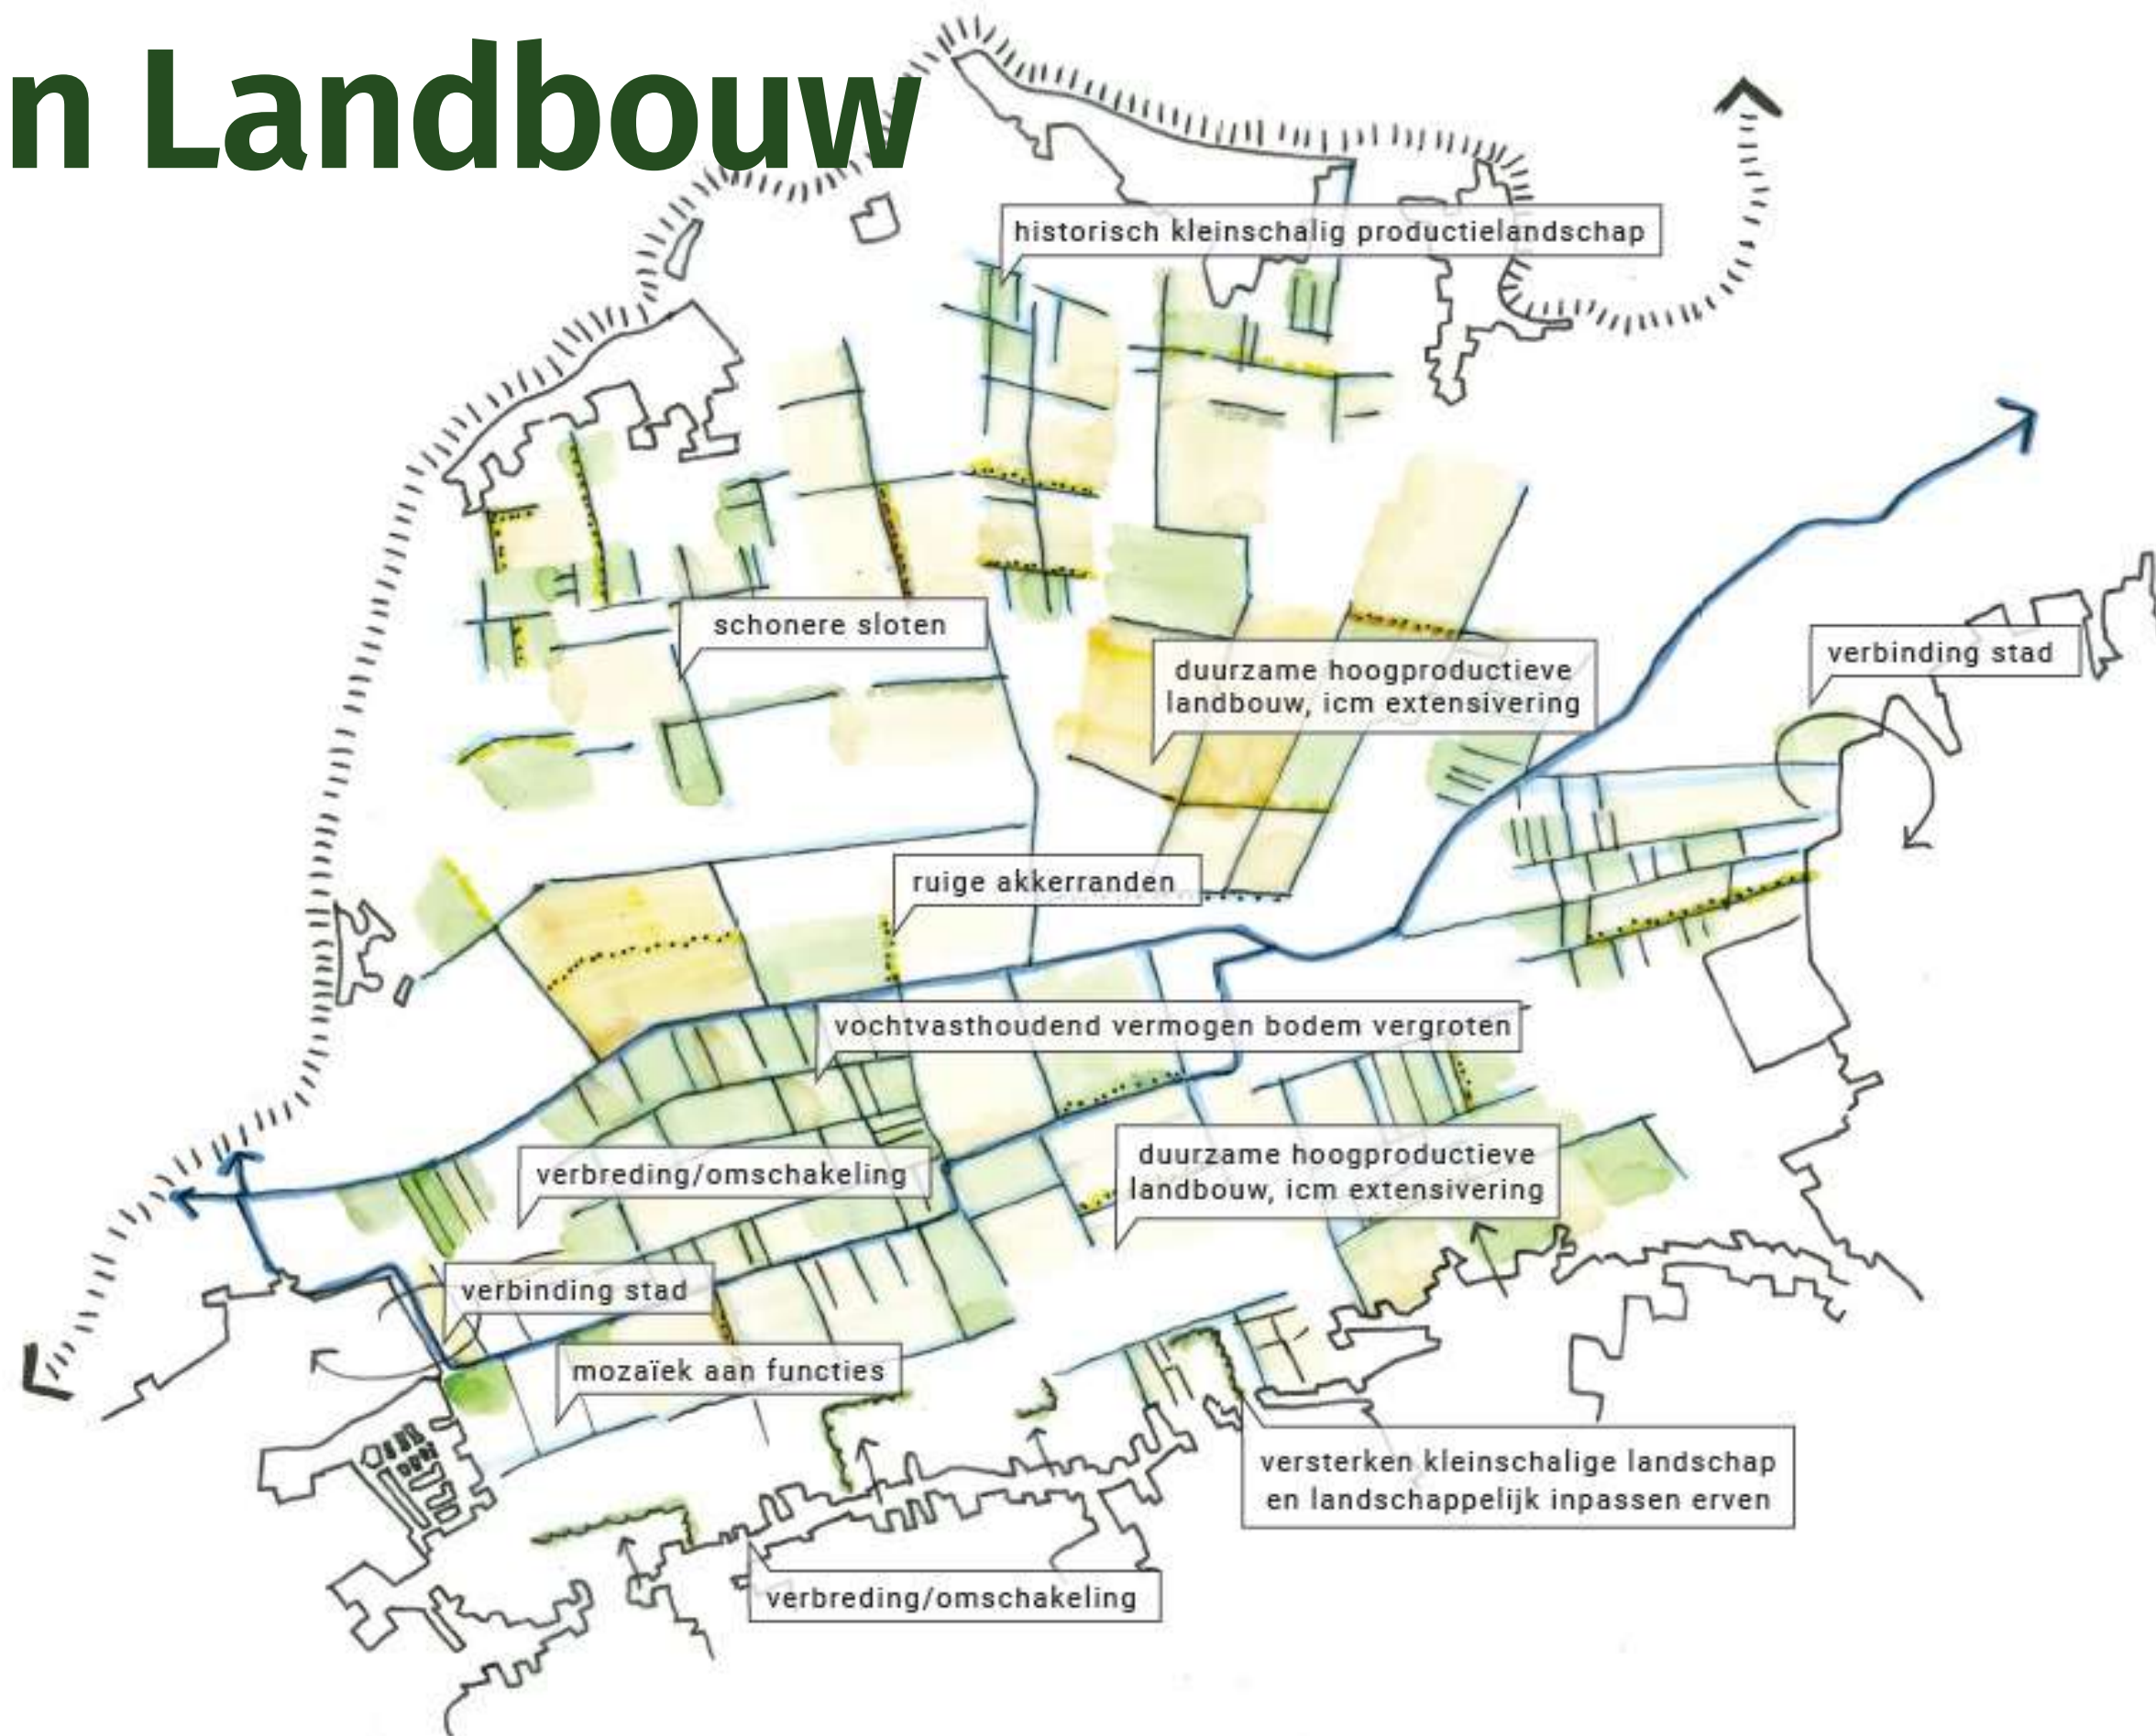 n Landbouw
historisch kleinschalig productielandschap
schonere sloten
verbinding stad
duurzame hoogproductieve
landbouw, icm extensivering
ruige akkerranden
vochtvasthoudend vermogen bodem vergroten
verbreding/omschakeling
duurzame hoogproductieve
landbouw, icm extensivering
verbinding stad
mozaïek aan functies
versterken kleinschalige landschap
en landschappelijk inpassen erven
verbreding/omschakeling